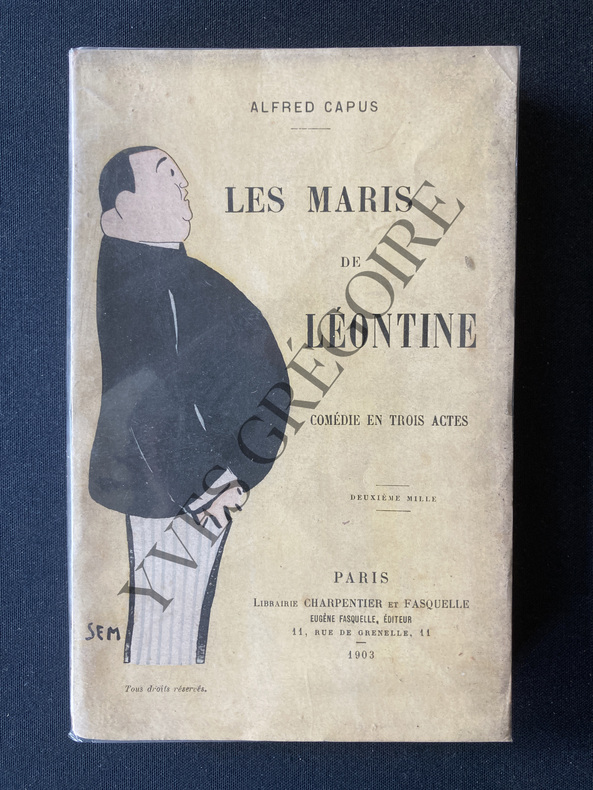 ALFRED CAPUS
LES MARIS
DE
LÉONTINE
COMÉDIE EN TROIS ACTES
DEUXIÈME MILLE
PARIS
LIBRAIRIE CHARPENTIER ET FASQUELLE
EUGÈNE FASQUELLE, ÉDITEUR
11, RUE DE GRENELLE, 11
1903
SEM
Tous droits réservés.
YVES GRÉGOIRE